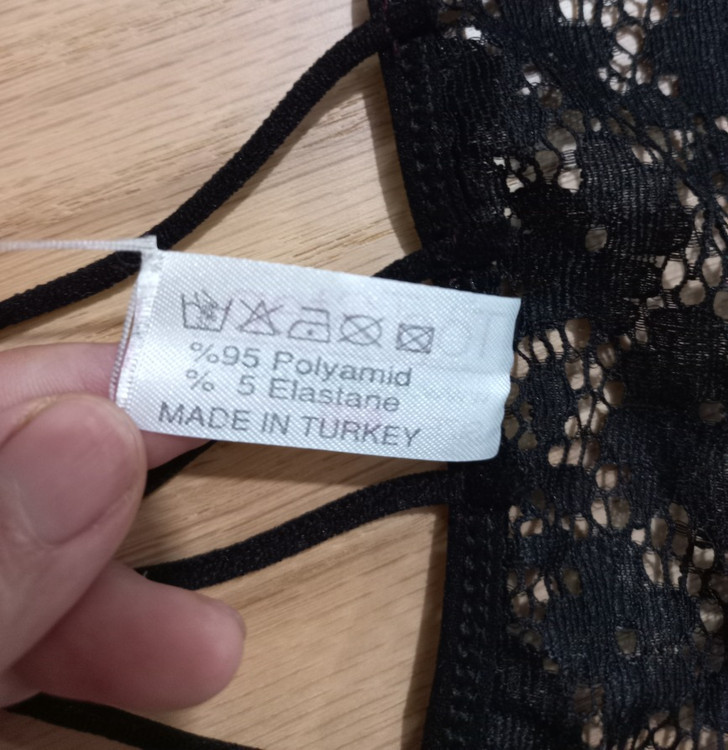 %95 Polyamid
% 5 Elastane
MADE IN TURKEY